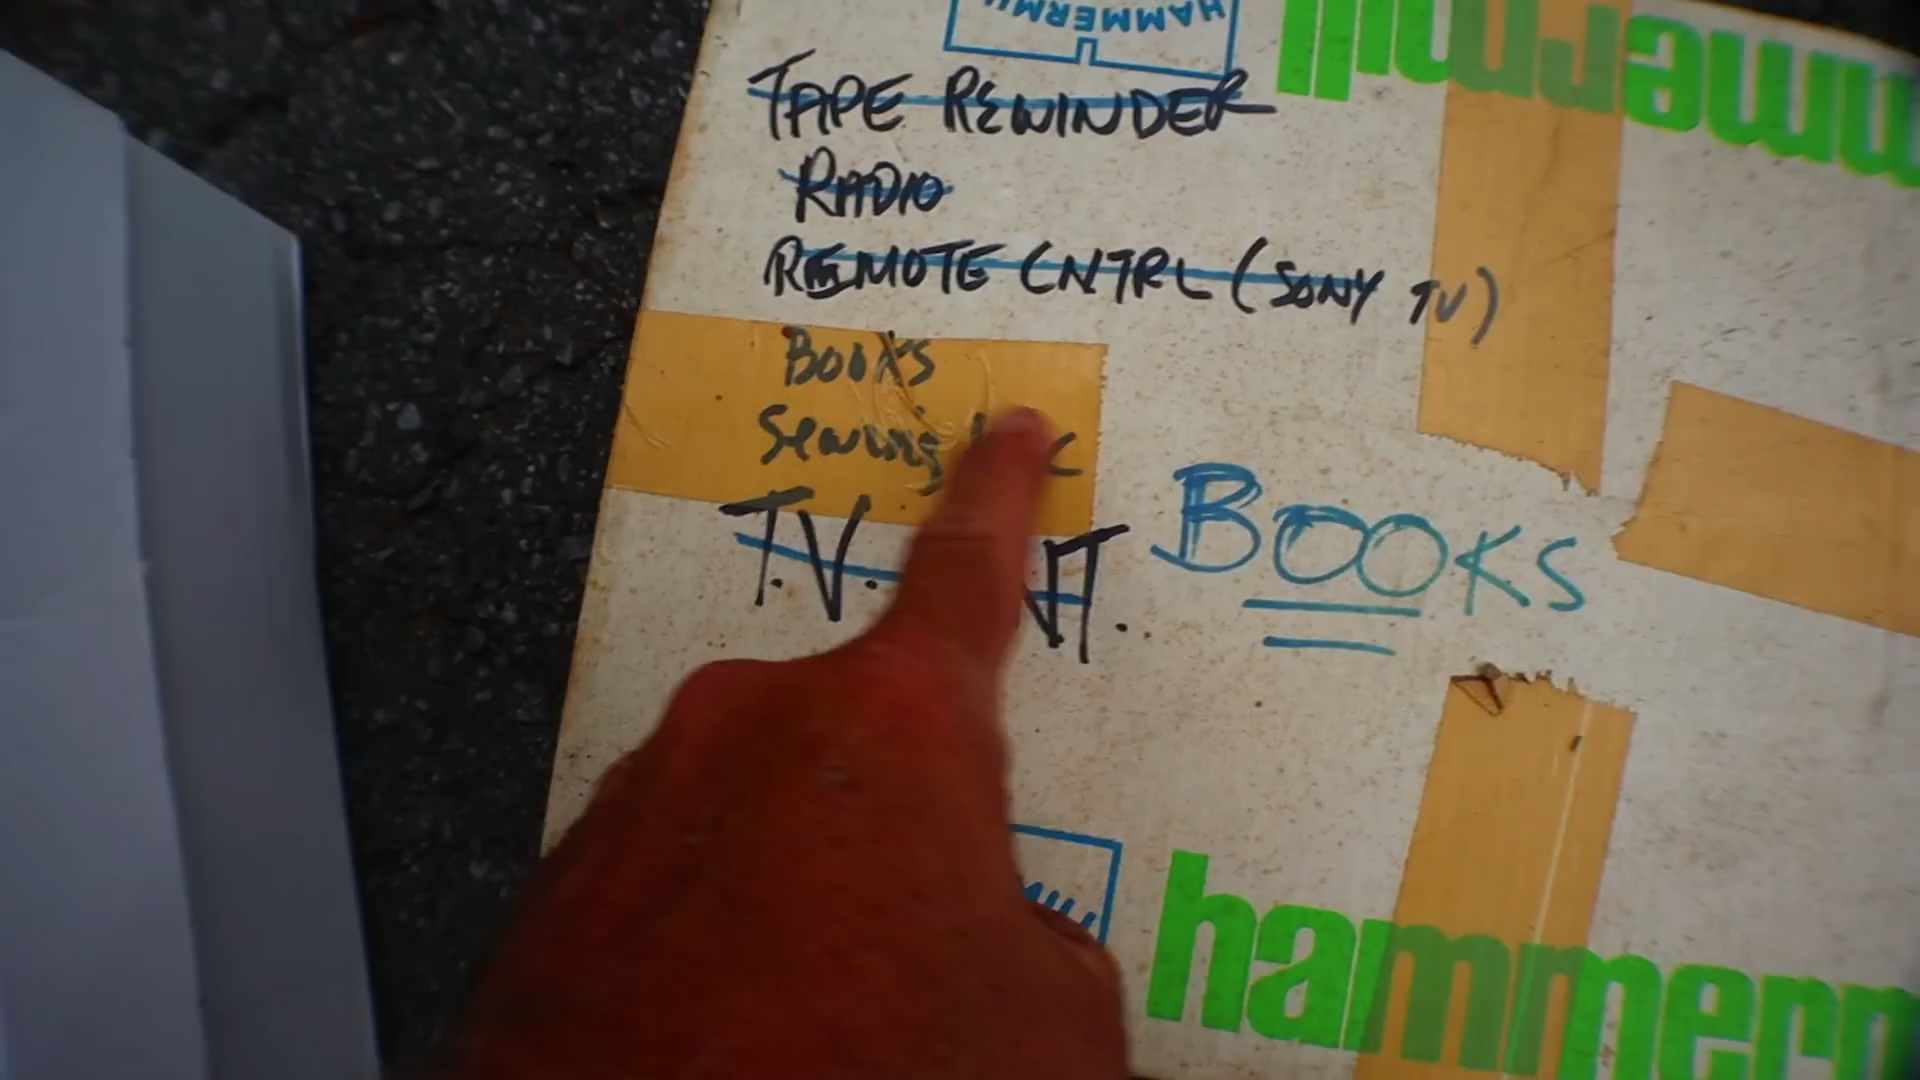 HAMMERMILL
hammermill
TAPE REWINDER
RADIO
REMOTE CNTRL (SONY TV)
BOOKS
Sewing
T.V.
BOOKS
hammerm